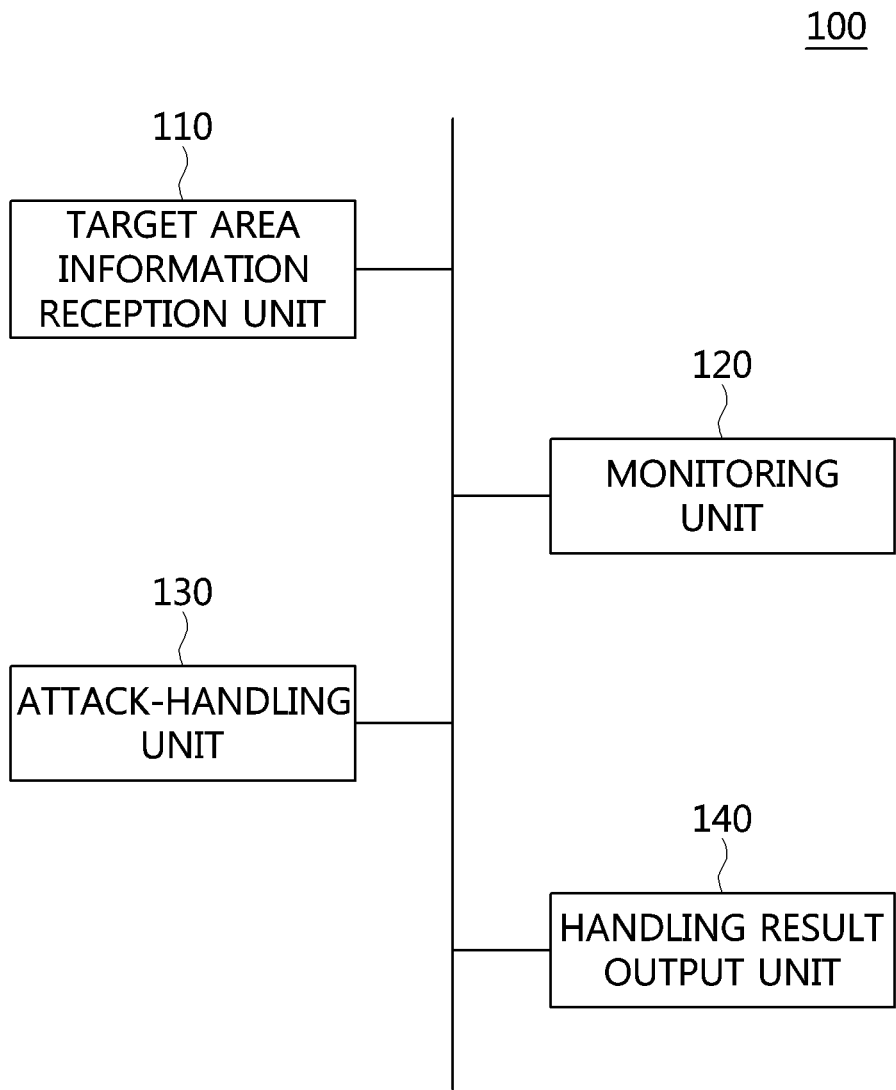 100
110
TARGET AREA
INFORMATION
RECEPTION UNIT
120
MONITORING
UNIT
130
ATTACK-HANDLING
UNIT
140
HANDLING RESULT
OUTPUT UNIT